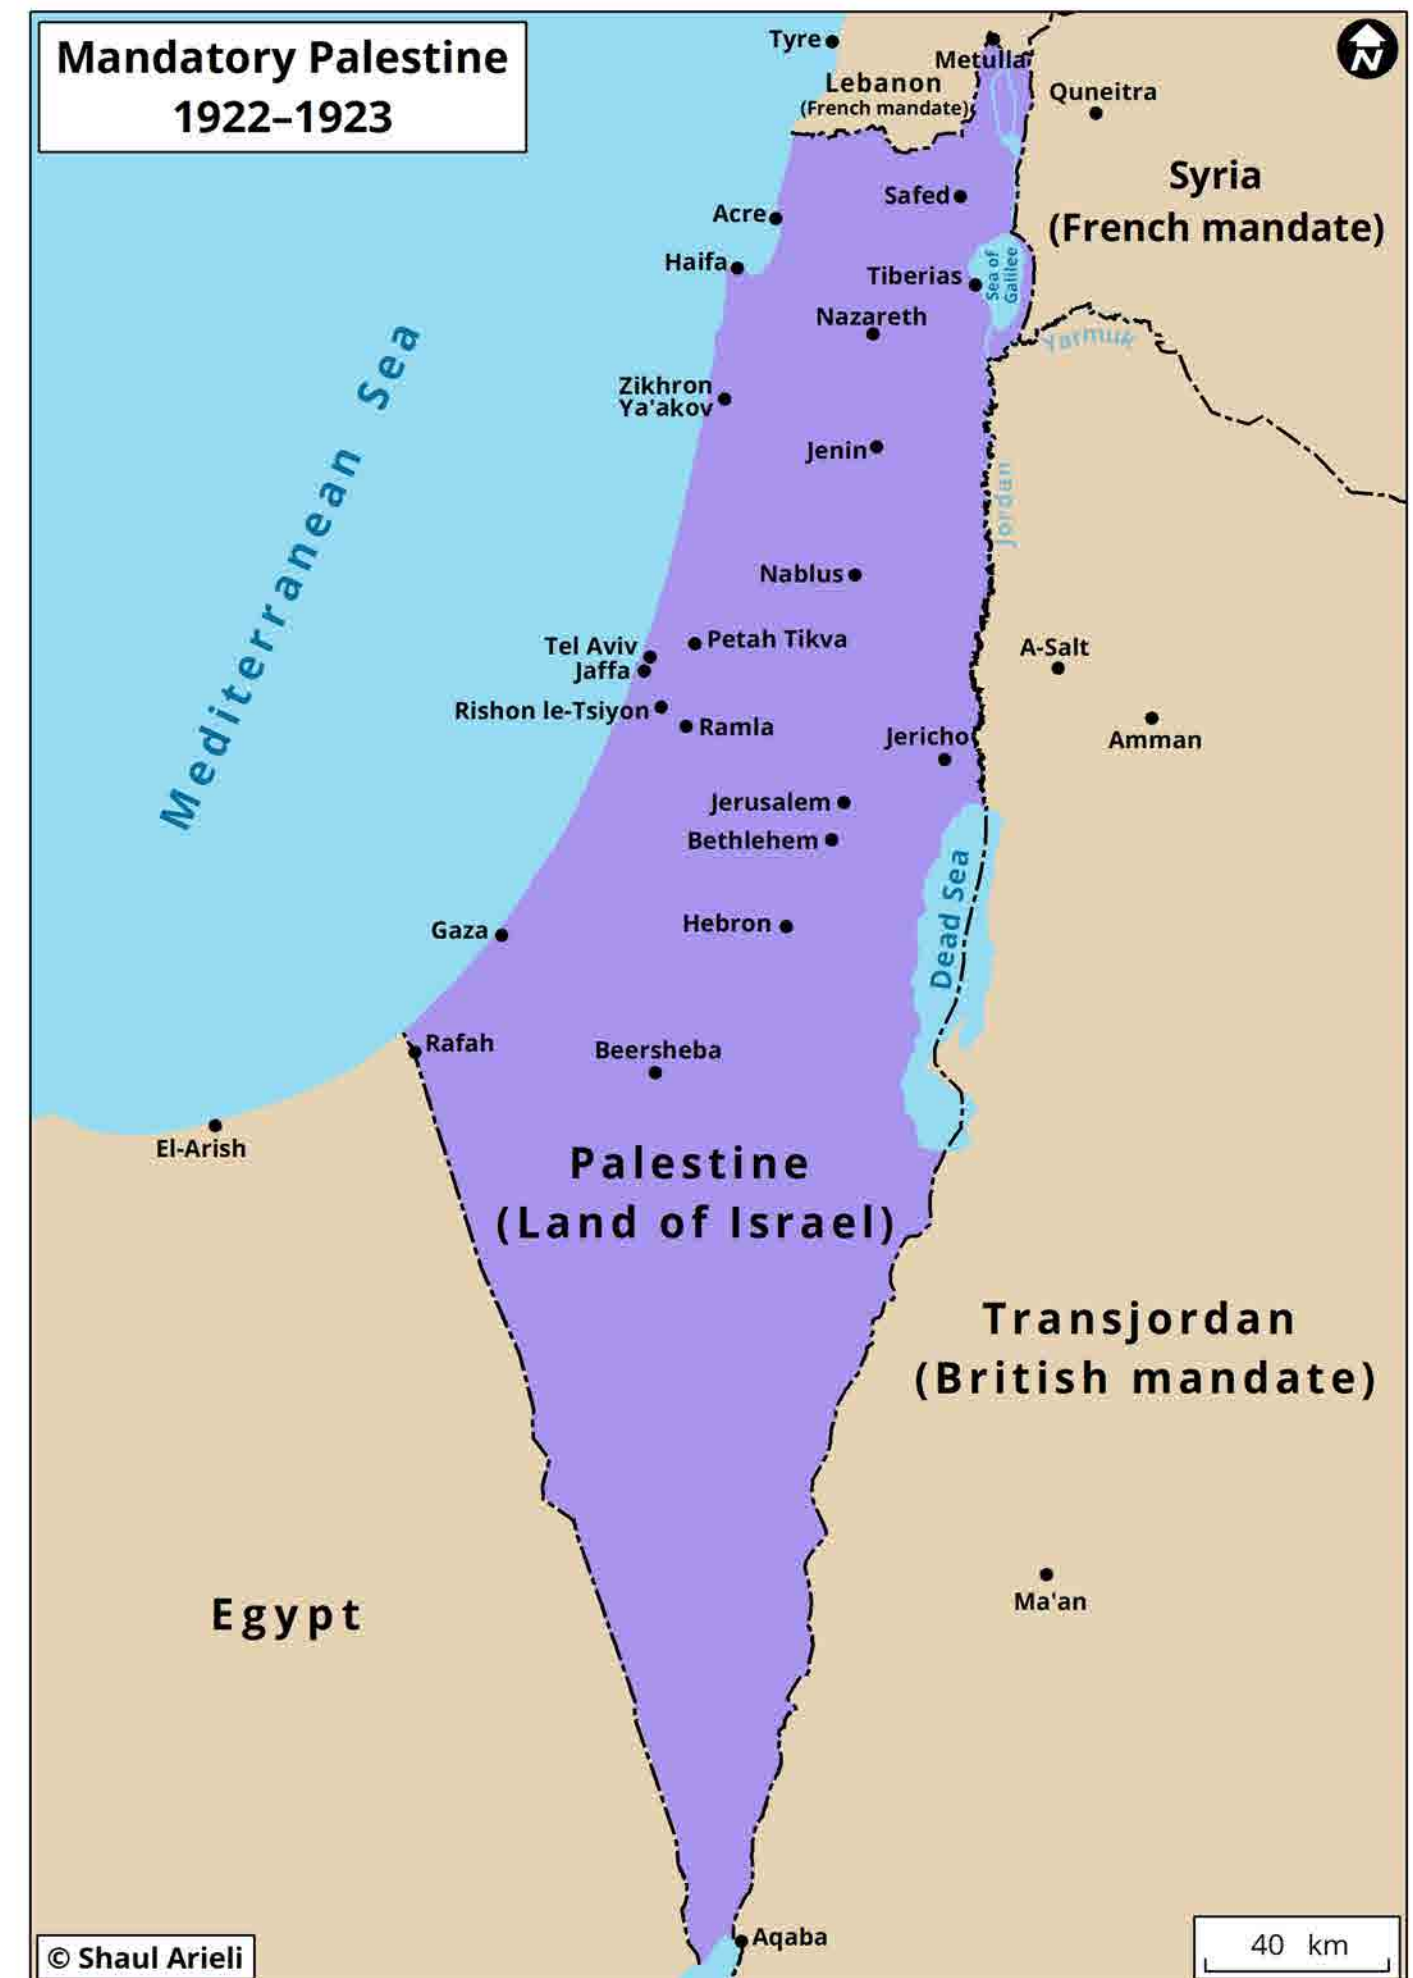 Mandatory Palestine
1922–1923
N
Tyre
Metulla
Lebanon
(French mandate)
Quneitra
Syria
(French mandate)
Safed
Acre
Haifa
Tiberias
Sea of
Galilee
Nazareth
Yarmuk
Mediterranean Sea
Zikhron
Ya'akov
Jenin
Jordan
Nablus
Tel Aviv
Petah Tikva
Jaffa
A-Salt
Rishon le-Tsiyon
Ramla
Jericho
Amman
Jerusalem
Bethlehem
Dead Sea
Gaza
Hebron
Rafah
Beersheba
El-Arish
Palestine
(Land of Israel)
Transjordan
(British mandate)
Egypt
Ma'an
Aqaba
© Shaul Arieli
40 km